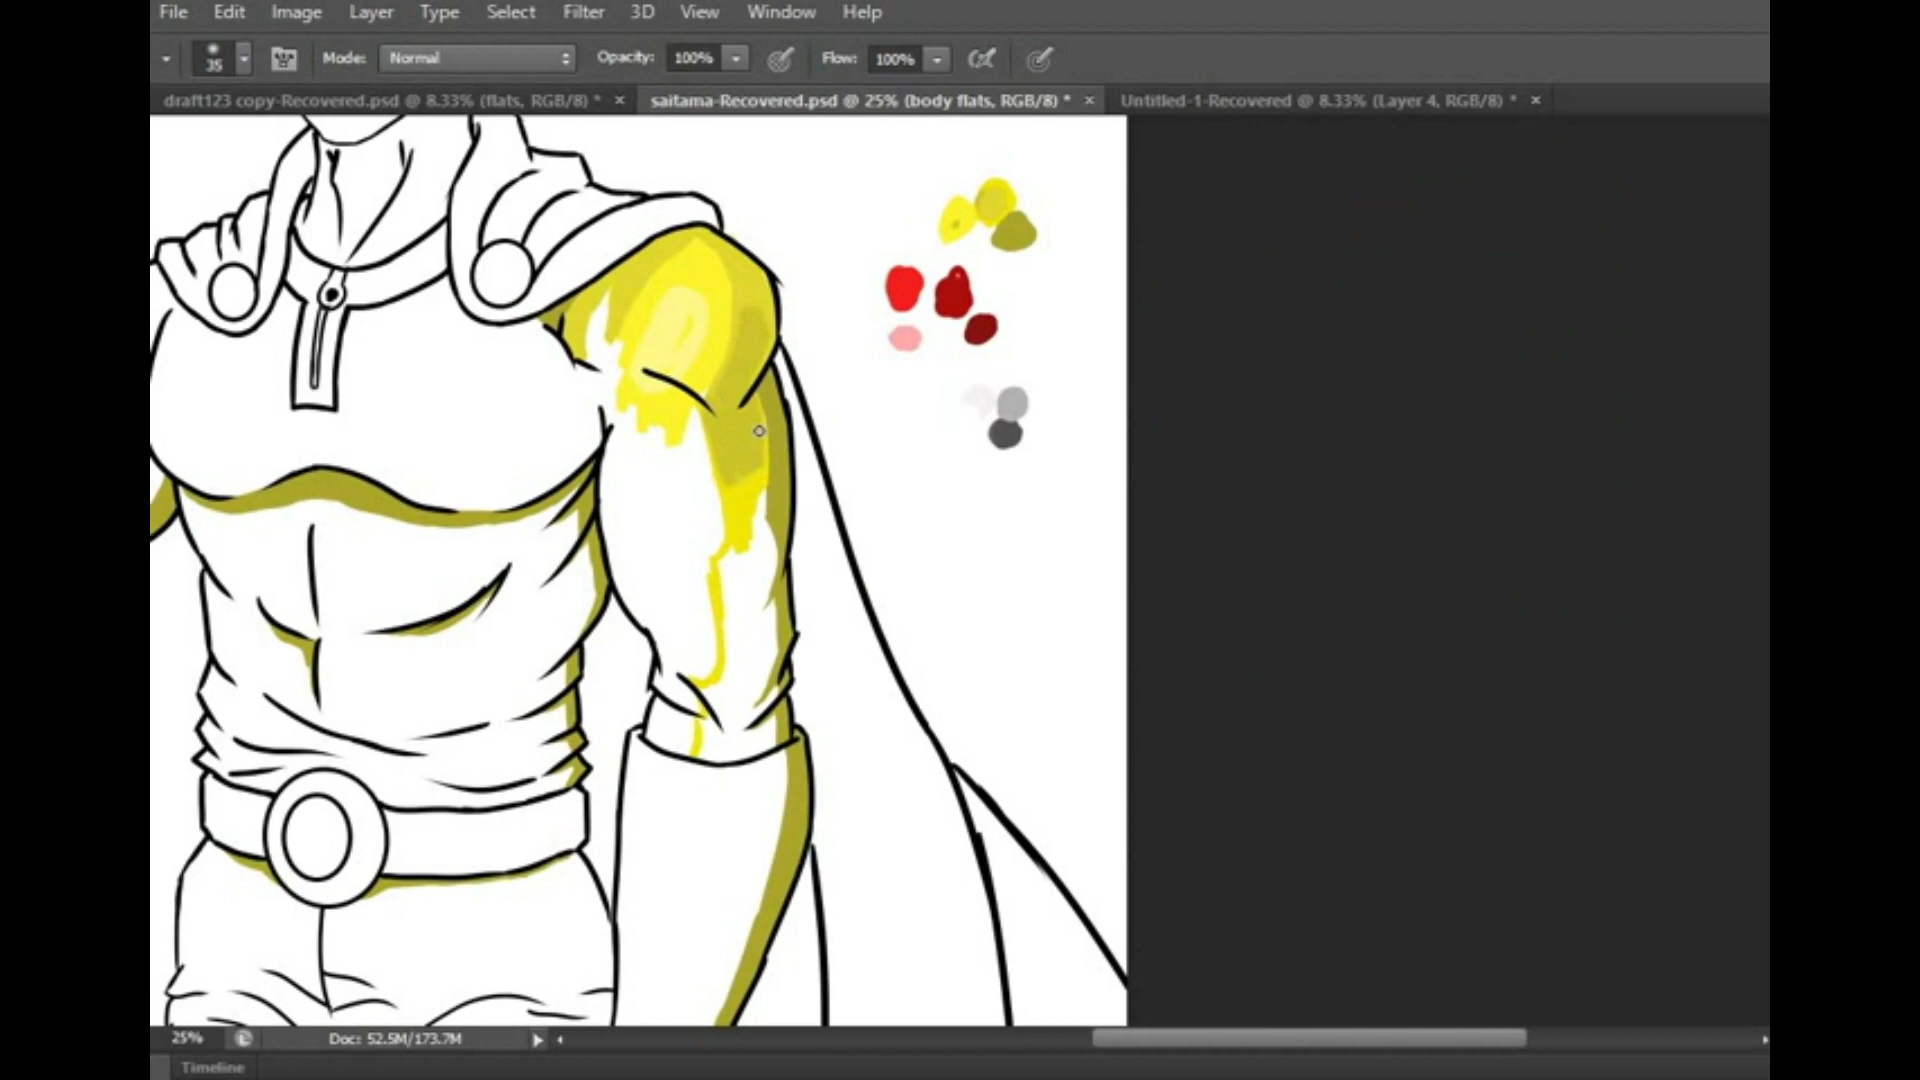 File Edit Image Layer Type Select Filter 3D View Window Help
35 Mode: Normal Opacity: 100% Flow: 100%
draft123 copy-Recovered.psd @ 8.33% (flats, RGB/8) * × saitama-Recovered.psd @ 25% (body flats, RGB/8) * × Untitled-1-Recovered @ 8.33% (Layer 4, RGB/8) * ×
25% Doc: 52.5M/173.7M
Timeline